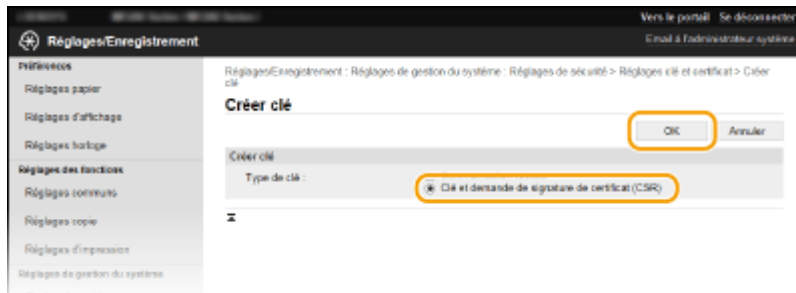 Vers le portail Se déconnecter
Réglages/Enregistrement
Email à l'administrateur système
Préférences
Réglages papier
Réglages d'affichage
Réglages horloge
Réglages des fonctions
Réglages communs
Réglages copie
Réglages d'impression
Réglages de gestion du système
Réglages/Enregistrement : Réglages de gestion du système : Réglages de sécurité > Réglages clé et certificat > Créer
clé
Créer clé
OK Annuler
Créer clé
Type de clé :
Clé et demande de signature de certificat (CSR)